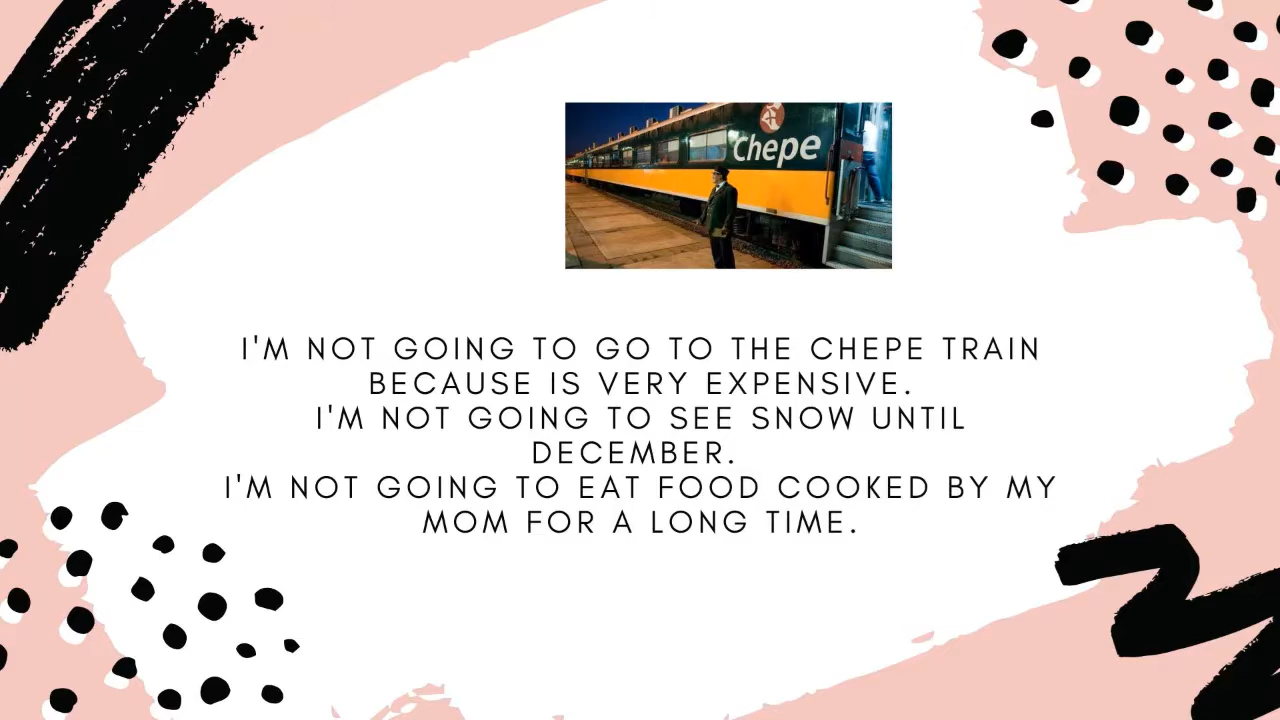 Chepe
I'M NOT GOING TO GO TO THE CHEPE TRAIN
BECAUSE IS VERY EXPENSIVE.
I'M NOT GOING TO SEE SNOW UNTIL
DECEMBER.
I'M NOT GOING TO EAT FOOD COOKED BY MY
MOM FOR A LONG TIME.